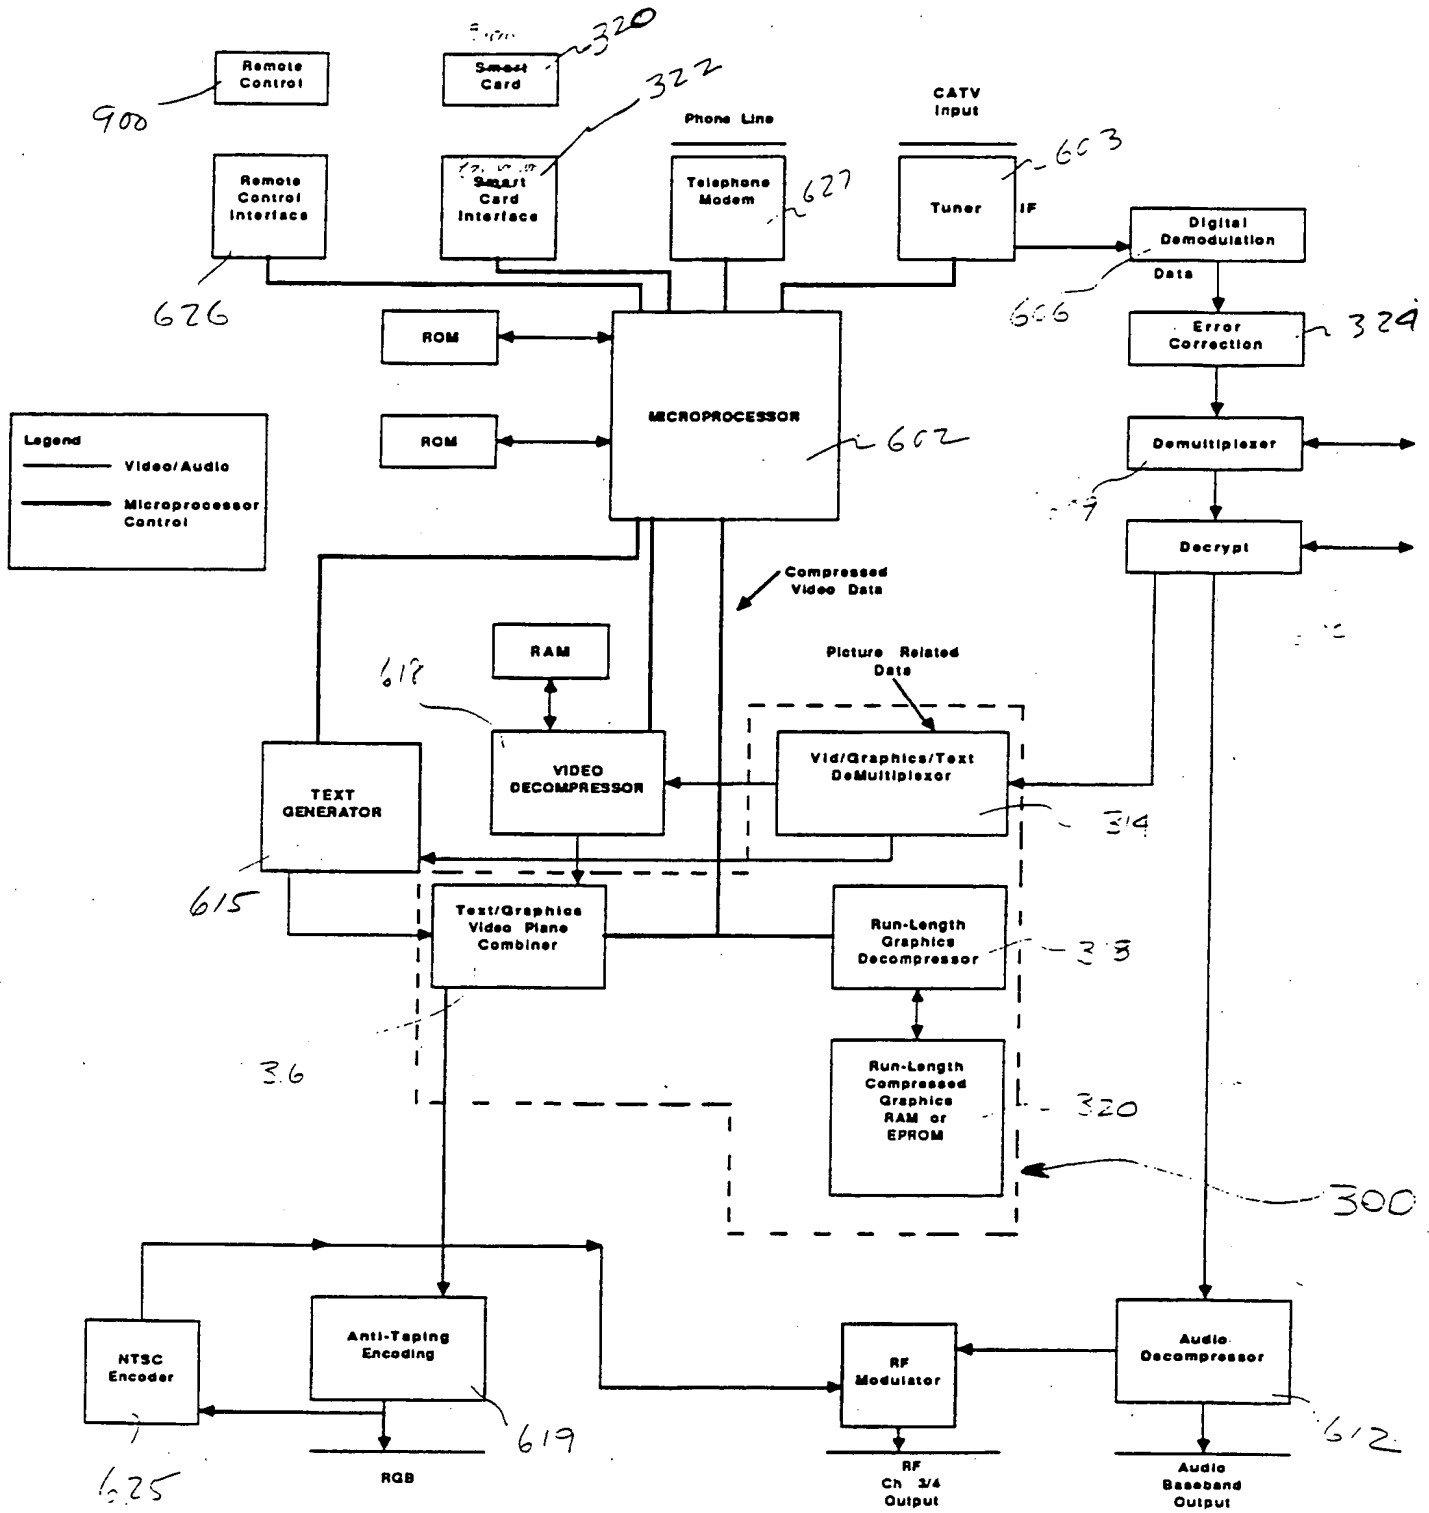 320
Remote
Control
Smart
Card
322
900
CATV
Input
Phone Line
603
Remote
Control
Interface
Smart
Card
Interface
Telephone
Modem
627
Tuner
IF
Digital
Demodulation
Data
626
606
ROM
Error
Correction
324
MICROPROCESSOR
602
Legend
Video/Audio
Microprocessor
Control
ROM
Demultiplexer
Decrypt
Compressed
Video Data
RAM
618
Picture Related
Data
VIDEO
DECOMPRESSOR
Vid/Graphics/Text
DeMultiplexor
314
TEXT
GENERATOR
615
Text/Graphics
Video Plane
Combiner
Run-Length
Graphics
Decompressor
Run-Length
Compressed
Graphics
RAM or
EPROM
320
300
NTSC
Encoder
Anti-Taping
Encoding
RF
Modulator
Audio
Decompressor
625
619
612
RGB
RF
Ch 3/4
Output
Audio
Baseband
Output